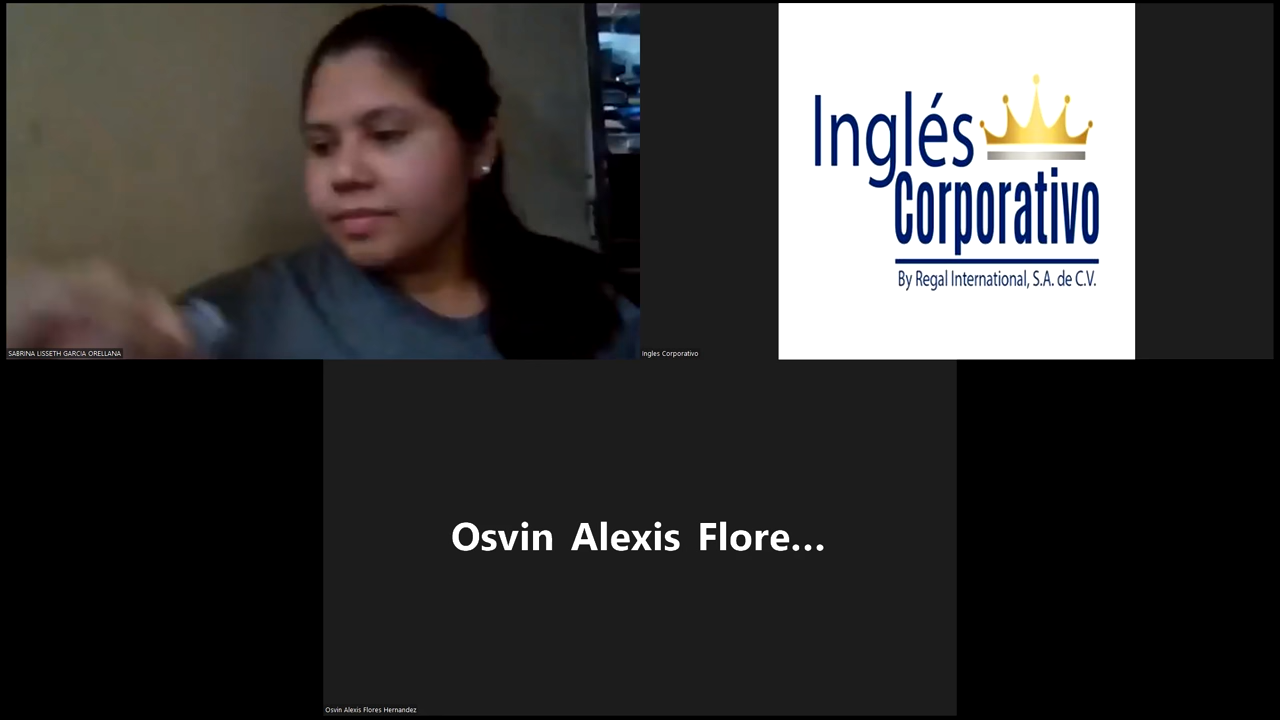 SABRINA LISSETH GARCIA ORELLANA
Inglés
Corporativo
By Regal International, S.A. de C.V.
Ingles Corporativo
Osvin Alexis Flore...
Osvin Alexis Flores Hernandez